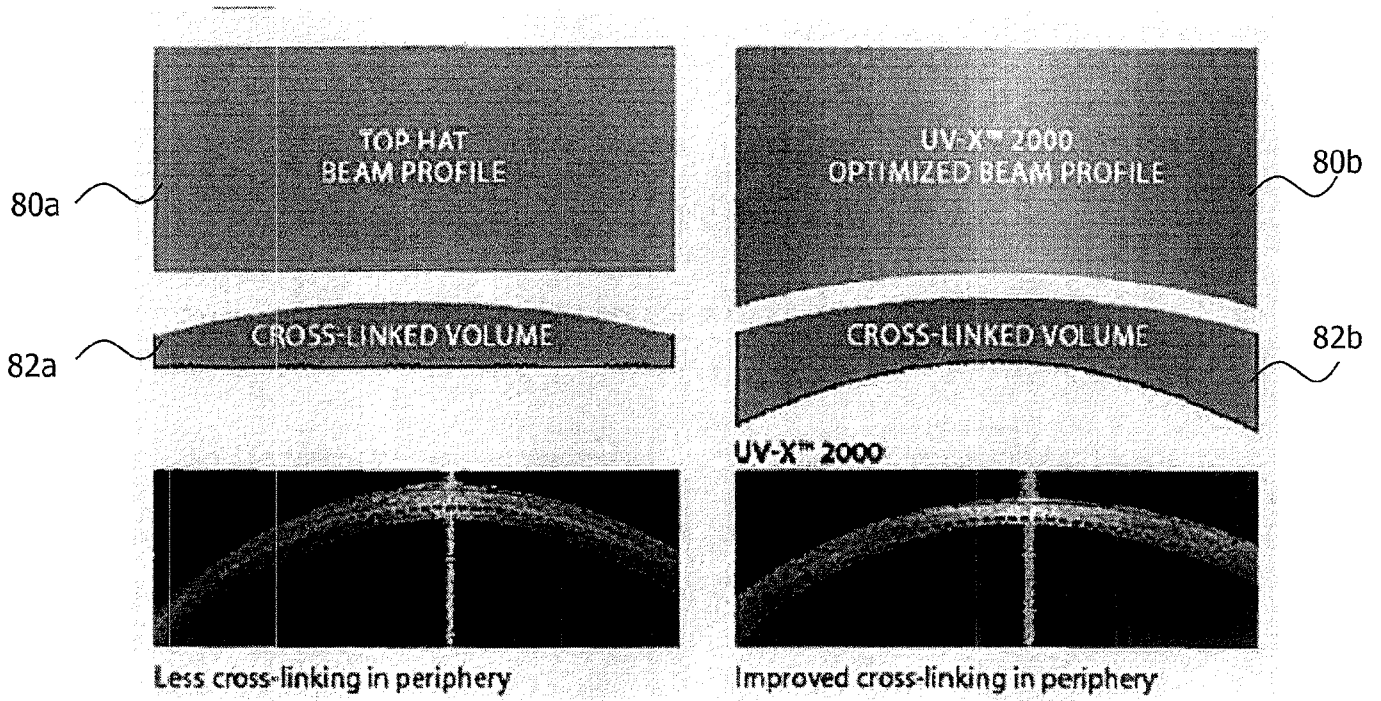 TOP HAT
BEAM PROFILE
80a
CROSS-LINKED VOLUME
82a
Less cross-linking in periphery
UV-X™ 2000
OPTIMIZED BEAM PROFILE
80b
CROSS-LINKED VOLUME
82b
UV-X™ 2000
Improved cross-linking in periphery